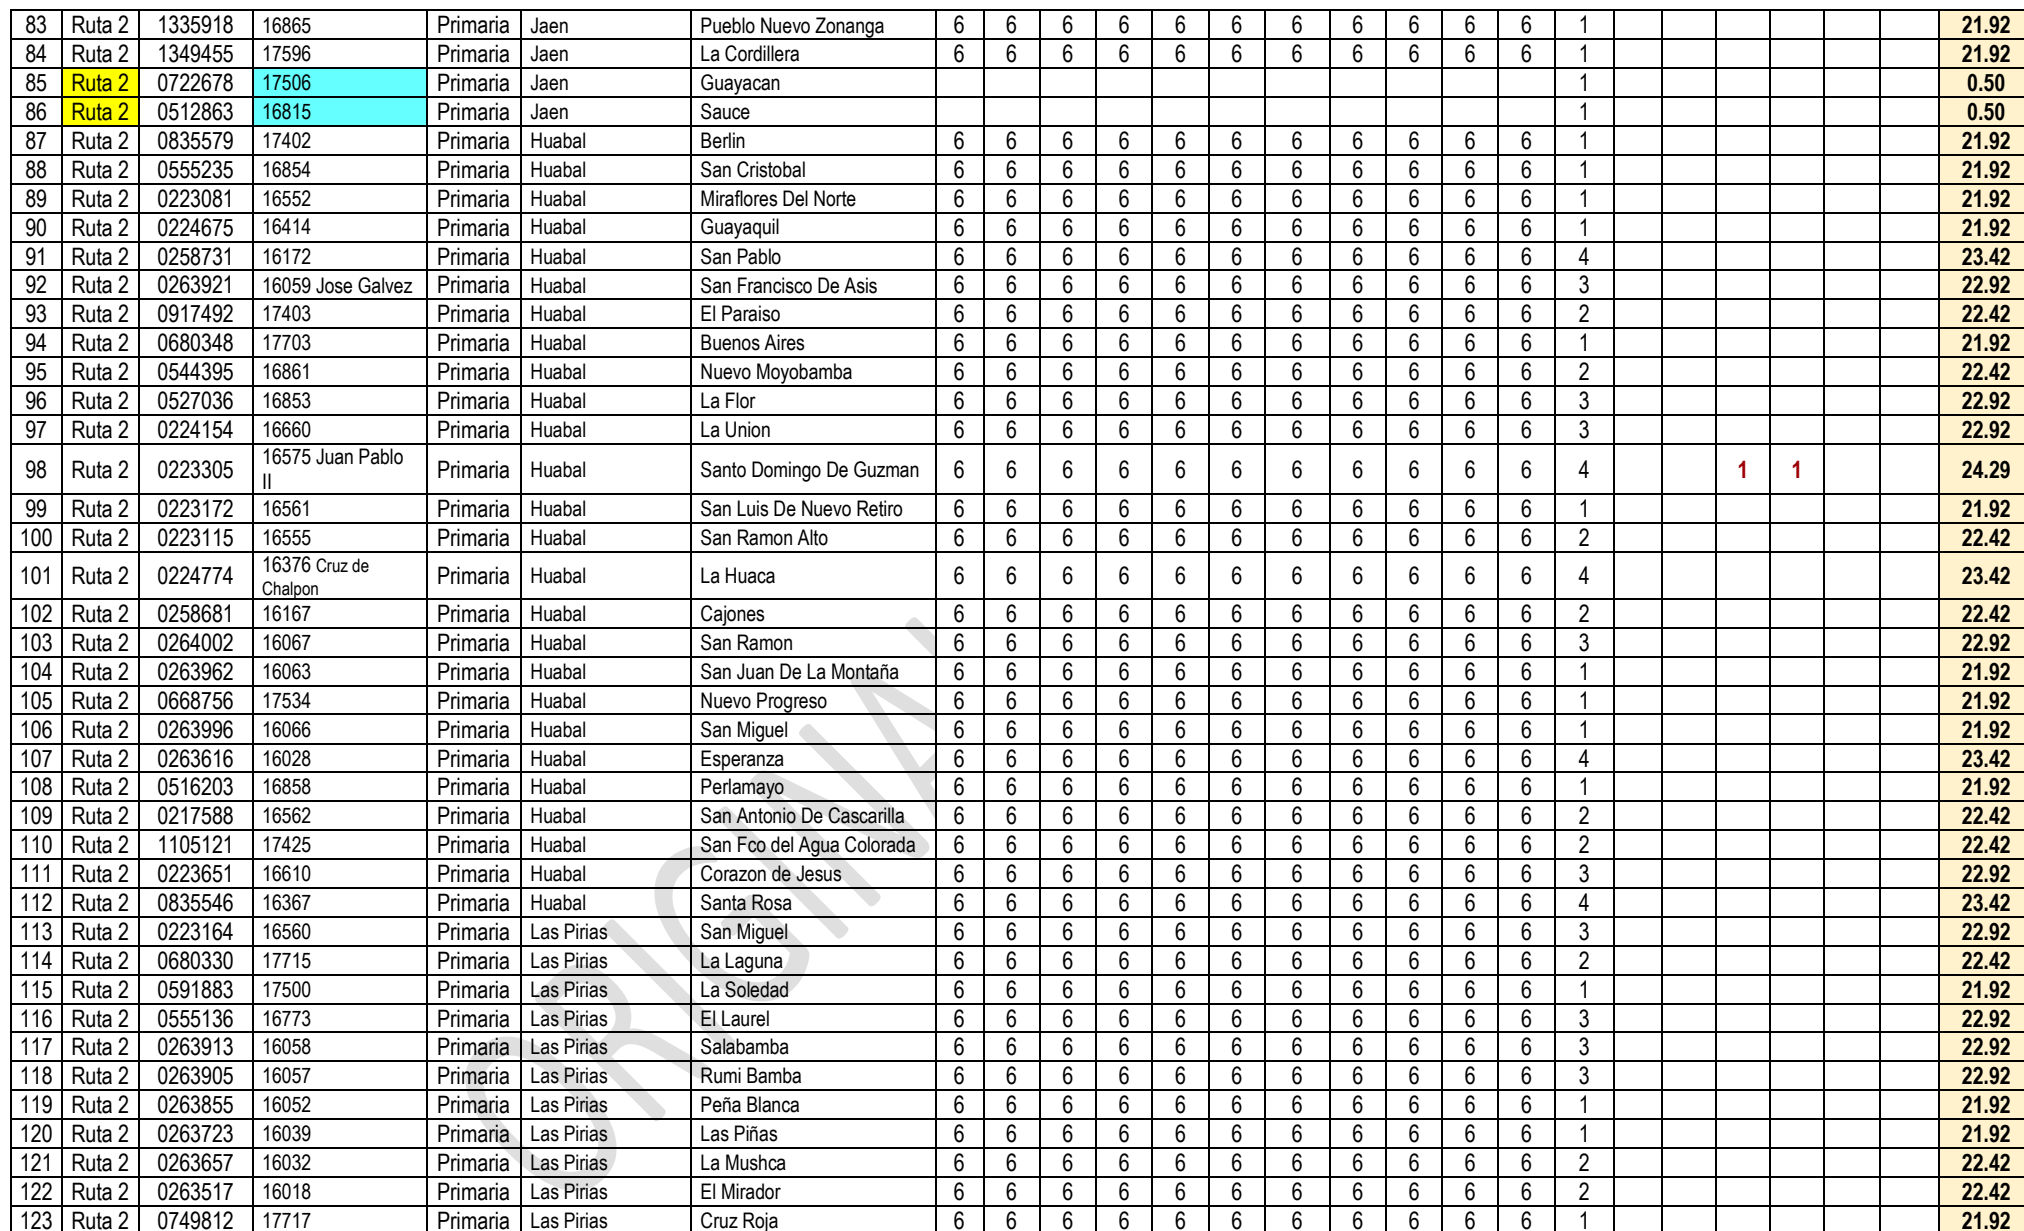 83 Ruta 2 1335918 16865 Primaria Jaen Pueblo Nuevo Zonanga 6 6 6 6 6 6 6 6 6 6 6 1 21.92
84 Ruta 2 1349455 17596 Primaria Jaen La Cordillera 6 6 6 6 6 6 6 6 6 6 6 1 21.92
85 Ruta 2 0722678 17506 Primaria Jaen Guayacan 1 0.50
86 Ruta 2 0512863 16815 Primaria Jaen Sauce 1 0.50
87 Ruta 2 0835579 17402 Primaria Huabal Berlin 6 6 6 6 6 6 6 6 6 6 6 1 21.92
88 Ruta 2 0555235 16854 Primaria Huabal San Cristobal 6 6 6 6 6 6 6 6 6 6 6 1 21.92
89 Ruta 2 0223081 16552 Primaria Huabal Miraflores Del Norte 6 6 6 6 6 6 6 6 6 6 6 1 21.92
90 Ruta 2 0224675 16414 Primaria Huabal Guayaquil 6 6 6 6 6 6 6 6 6 6 6 1 21.92
91 Ruta 2 0258731 16172 Primaria Huabal San Pablo 6 6 6 6 6 6 6 6 6 6 6 4 23.42
92 Ruta 2 0263921 16059 Jose Galvez Primaria Huabal San Francisco De Asis 6 6 6 6 6 6 6 6 6 6 6 3 22.92
93 Ruta 2 0917492 17403 Primaria Huabal El Paraiso 6 6 6 6 6 6 6 6 6 6 6 2 22.42
94 Ruta 2 0680348 17703 Primaria Huabal Buenos Aires 6 6 6 6 6 6 6 6 6 6 6 1 21.92
95 Ruta 2 0544395 16861 Primaria Huabal Nuevo Moyobamba 6 6 6 6 6 6 6 6 6 6 6 2 22.42
96 Ruta 2 0527036 16853 Primaria Huabal La Flor 6 6 6 6 6 6 6 6 6 6 6 3 22.92
97 Ruta 2 0224154 16660 Primaria Huabal La Union 6 6 6 6 6 6 6 6 6 6 6 3 22.92
98 Ruta 2 0223305 16575 Juan Pablo II Primaria Huabal Santo Domingo De Guzman 6 6 6 6 6 6 6 6 6 6 6 4 1 1 24.29
99 Ruta 2 0223172 16561 Primaria Huabal San Luis De Nuevo Retiro 6 6 6 6 6 6 6 6 6 6 6 1 21.92
100 Ruta 2 0223115 16555 Primaria Huabal San Ramon Alto 6 6 6 6 6 6 6 6 6 6 6 2 22.42
101 Ruta 2 0224774 16376 Cruz de Chalpon Primaria Huabal La Huaca 6 6 6 6 6 6 6 6 6 6 6 4 23.42
102 Ruta 2 0258681 16167 Primaria Huabal Cajones 6 6 6 6 6 6 6 6 6 6 6 2 22.42
103 Ruta 2 0264002 16067 Primaria Huabal San Ramon 6 6 6 6 6 6 6 6 6 6 6 3 22.92
104 Ruta 2 0263962 16063 Primaria Huabal San Juan De La Montaña 6 6 6 6 6 6 6 6 6 6 6 1 21.92
105 Ruta 2 0668756 17534 Primaria Huabal Nuevo Progreso 6 6 6 6 6 6 6 6 6 6 6 1 21.92
106 Ruta 2 0263996 16066 Primaria Huabal San Miguel 6 6 6 6 6 6 6 6 6 6 6 1 21.92
107 Ruta 2 0263616 16028 Primaria Huabal Esperanza 6 6 6 6 6 6 6 6 6 6 6 4 23.42
108 Ruta 2 0516203 16858 Primaria Huabal Perlamayo 6 6 6 6 6 6 6 6 6 6 6 1 21.92
109 Ruta 2 0217588 16562 Primaria Huabal San Antonio De Cascarilla 6 6 6 6 6 6 6 6 6 6 6 2 22.42
110 Ruta 2 1105121 17425 Primaria Huabal San Fco del Agua Colorada 6 6 6 6 6 6 6 6 6 6 6 2 22.42
111 Ruta 2 0223651 16610 Primaria Huabal Corazon de Jesus 6 6 6 6 6 6 6 6 6 6 6 3 22.92
112 Ruta 2 0835546 16367 Primaria Huabal Santa Rosa 6 6 6 6 6 6 6 6 6 6 6 4 23.42
113 Ruta 2 0223164 16560 Primaria Las Pirias San Miguel 6 6 6 6 6 6 6 6 6 6 6 3 22.92
114 Ruta 2 0680330 17715 Primaria Las Pirias La Laguna 6 6 6 6 6 6 6 6 6 6 6 2 22.42
115 Ruta 2 0591883 17500 Primaria Las Pirias La Soledad 6 6 6 6 6 6 6 6 6 6 6 1 21.92
116 Ruta 2 0555136 16773 Primaria Las Pirias El Laurel 6 6 6 6 6 6 6 6 6 6 6 3 22.92
117 Ruta 2 0263913 16058 Primaria Las Pirias Salabamba 6 6 6 6 6 6 6 6 6 6 6 3 22.92
118 Ruta 2 0263905 16057 Primaria Las Pirias Rumi Bamba 6 6 6 6 6 6 6 6 6 6 6 3 22.92
119 Ruta 2 0263855 16052 Primaria Las Pirias Peña Blanca 6 6 6 6 6 6 6 6 6 6 6 1 21.92
120 Ruta 2 0263723 16039 Primaria Las Pirias Las Piñas 6 6 6 6 6 6 6 6 6 6 6 1 21.92
121 Ruta 2 0263657 16032 Primaria Las Pirias La Mushca 6 6 6 6 6 6 6 6 6 6 6 2 22.42
122 Ruta 2 0263517 16018 Primaria Las Pirias El Mirador 6 6 6 6 6 6 6 6 6 6 6 2 22.42
123 Ruta 2 0749812 17717 Primaria Las Pirias Cruz Roja 6 6 6 6 6 6 6 6 6 6 6 1 21.92
ORIGINAL